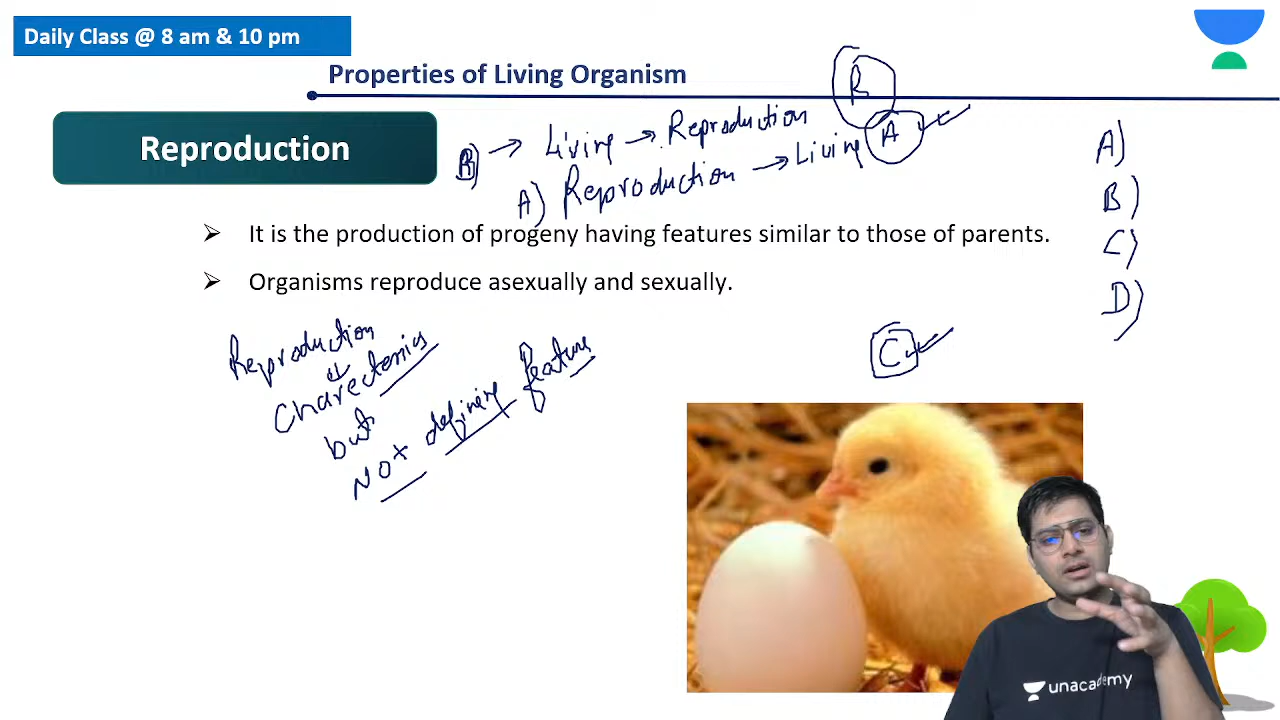 Daily Class @ 8 am & 10 pm
Properties of Living Organism
Reproduction
R
B) → Living → Reproduction
A) Reproduction → Living
A
It is the production of progeny having features similar to those of parents.
Organisms reproduce asexually and sexually.
A)
B)
C)
D)
Reproduction
but
Not defining feature
C
unacademy